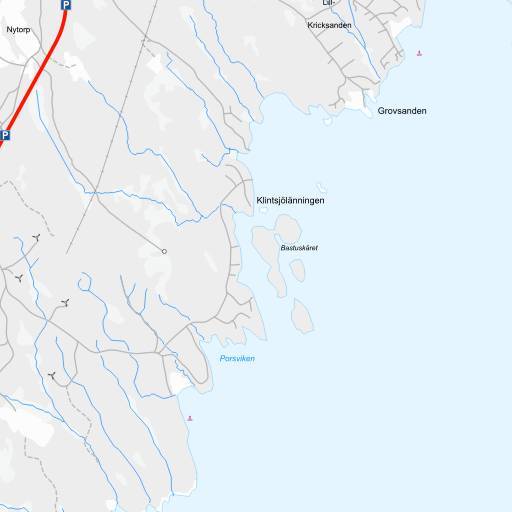 P
Lill-
Kricksanden
Nytorp
Grovsanden
P
Klintsjölänningen
Bastuskäret
Porsviken